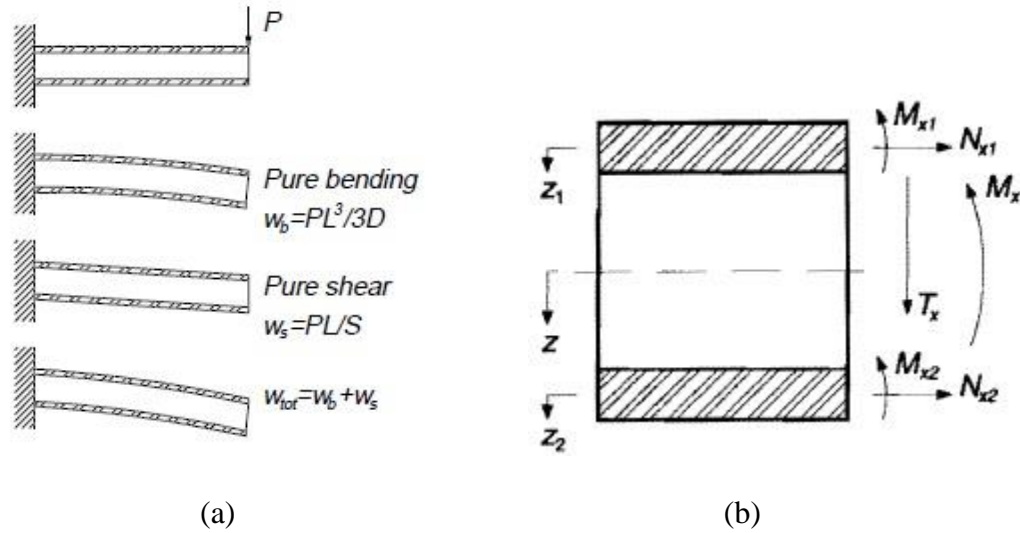 P
Pure bending
w_b=PL^3/3D
Pure shear
w_s=PL/S
w_tot=w_b+w_s
(a)
M_x1
N_x1
z_1
M_x
T_x
z
M_x2
N_x2
z_2
(b)